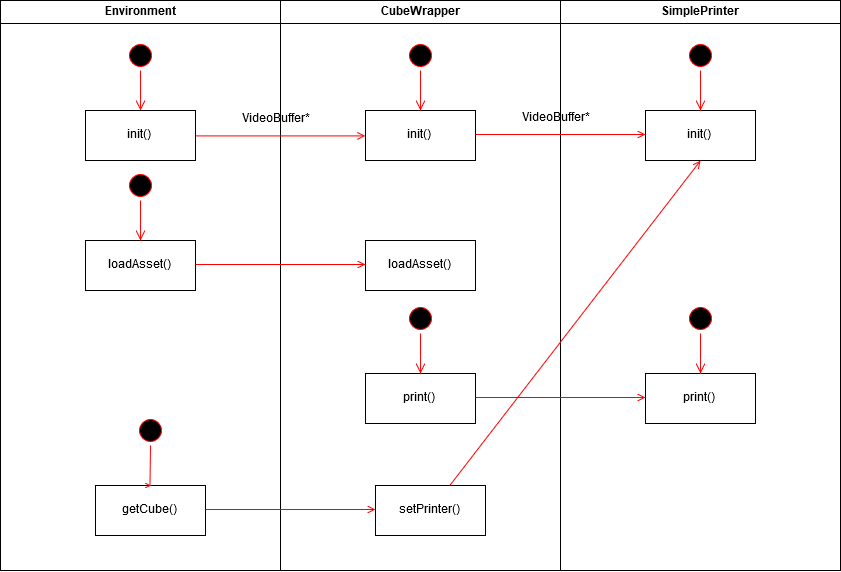 Environment
CubeWrapper
SimplePrinter
VideoBuffer*
VideoBuffer*
init()
init()
init()
loadAsset()
loadAsset()
print()
print()
getCube()
setPrinter()